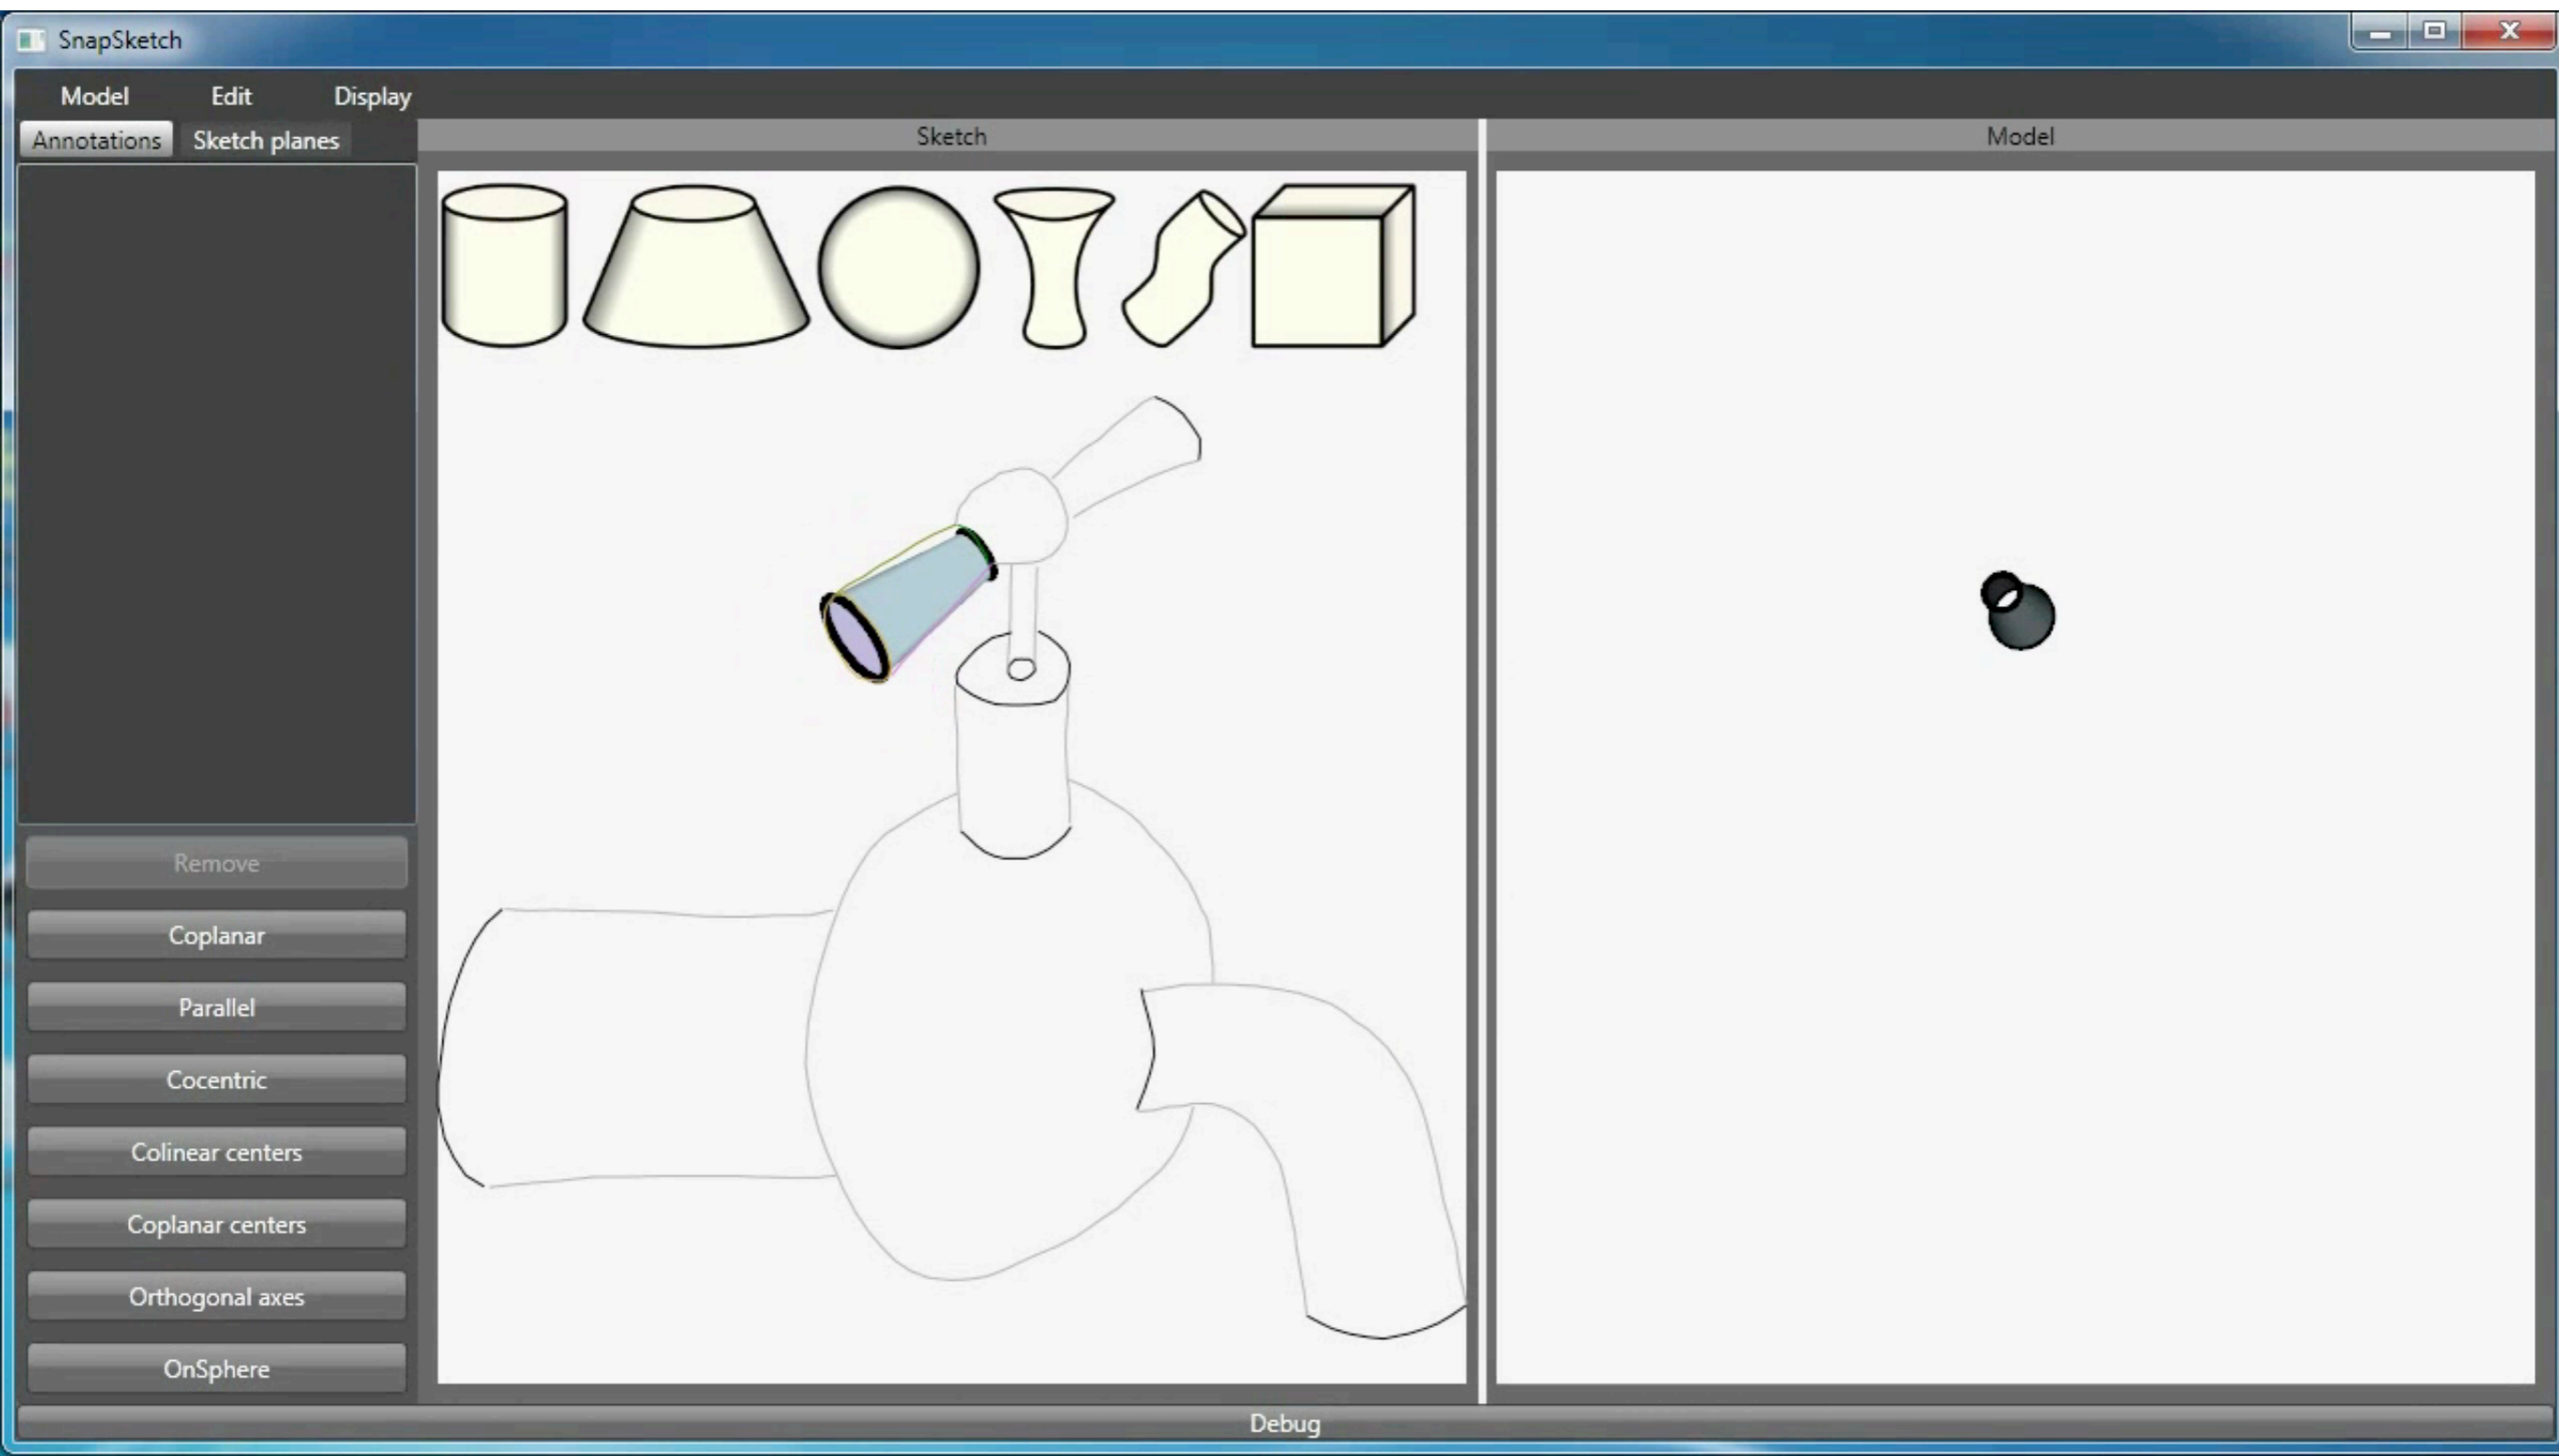 SnapSketch
Model Edit Display
Annotations Sketch planes
Sketch
Model
Remove
Coplanar
Parallel
Cocentric
Colinear centers
Coplanar centers
Orthogonal axes
OnSphere
Debug